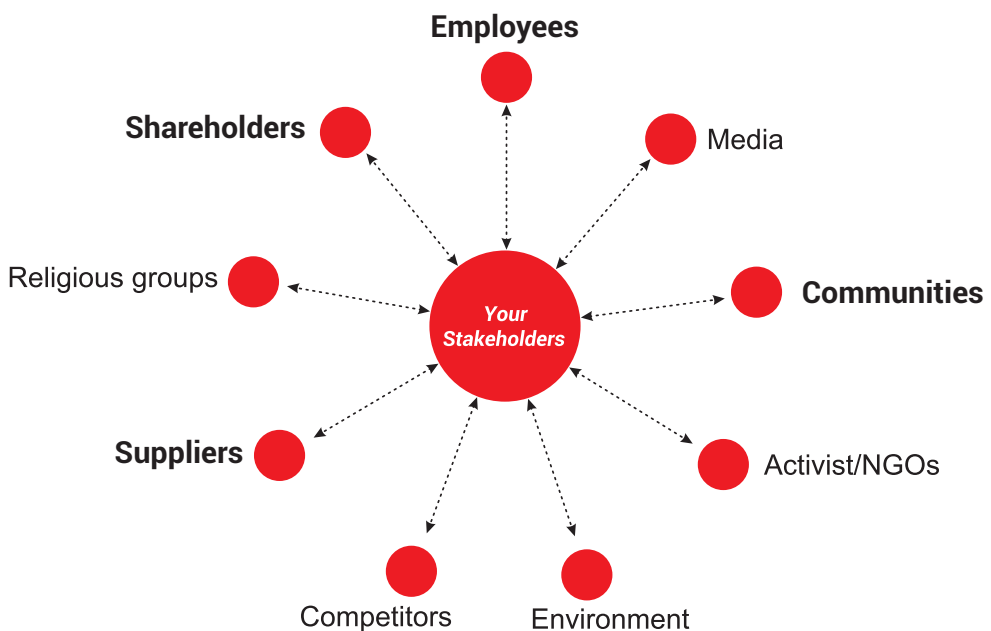 Employees
Shareholders
Media
Religious groups
Communities
Your
Stakeholders
Suppliers
Activist/NGOs
Competitors
Environment